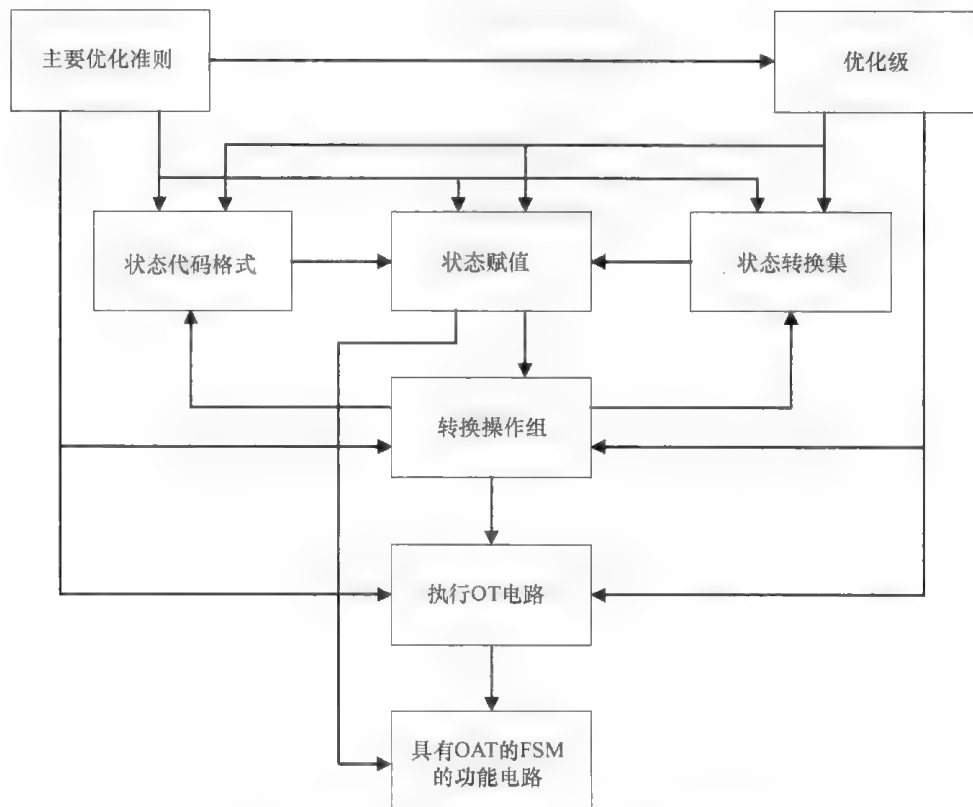 主要优化准则
优化级
状态代码格式
状态赋值
状态转换集
转换操作组
执行OT电路
具有OAT的FSM
的功能电路